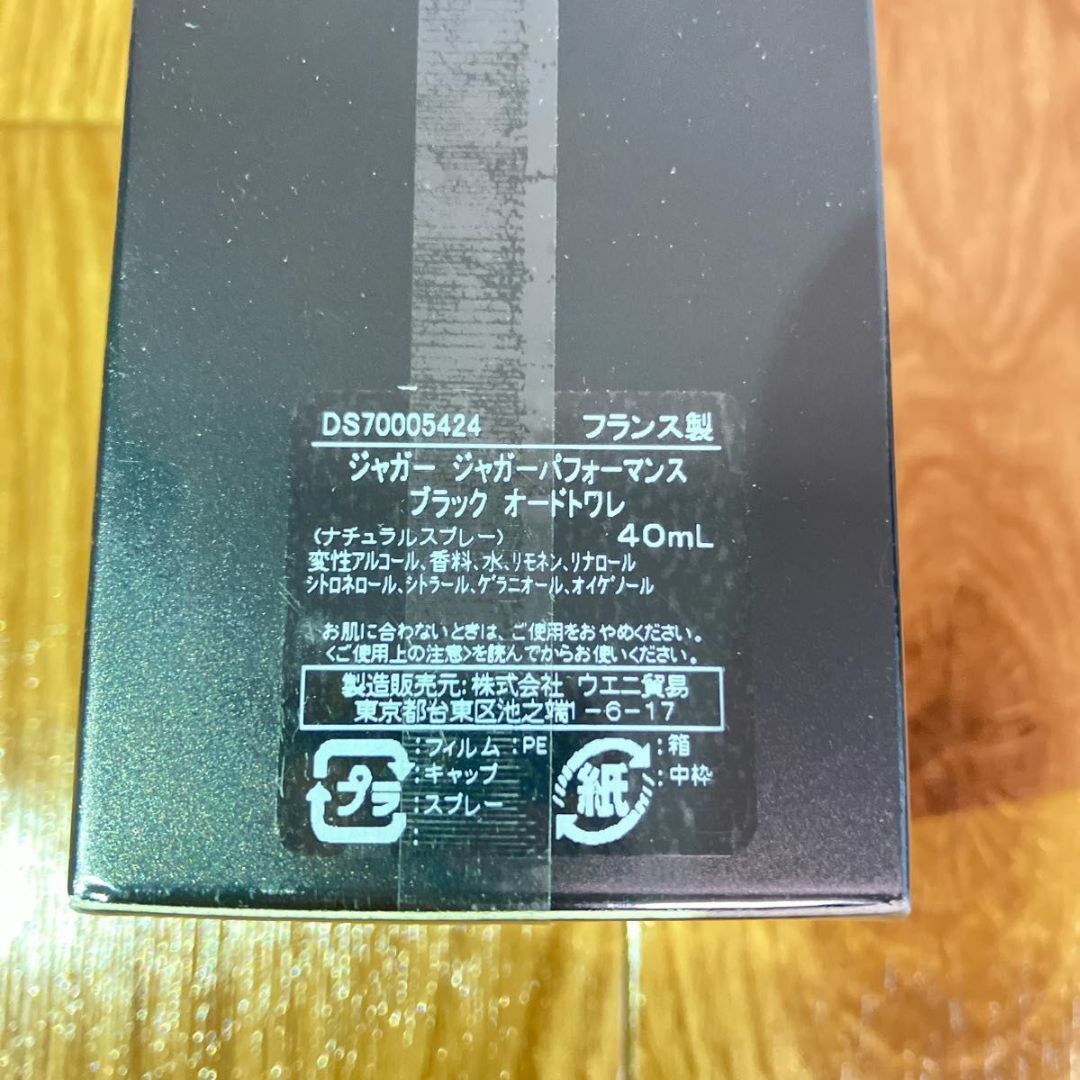 DS70005424 フランス製
ジャガー ジャガーパフォーマンス
ブラック オードトワレ
(ナチュラルスプレー) 40mL
変性アルコール、香料、水、リモネン、リナロール
シトロネロール、シトラール、ゲラニオール、オイゲノール
お肌に合わないときは、ご使用をおやめください。
〈ご使用上の注意〉を読んでからお使いください。
製造販売元:株式会社 ウエニ貿易
東京都台東区池之端1-6-17
プラ :フィルム :PE 紙 :箱
:キャップ :中枠
:スプレー